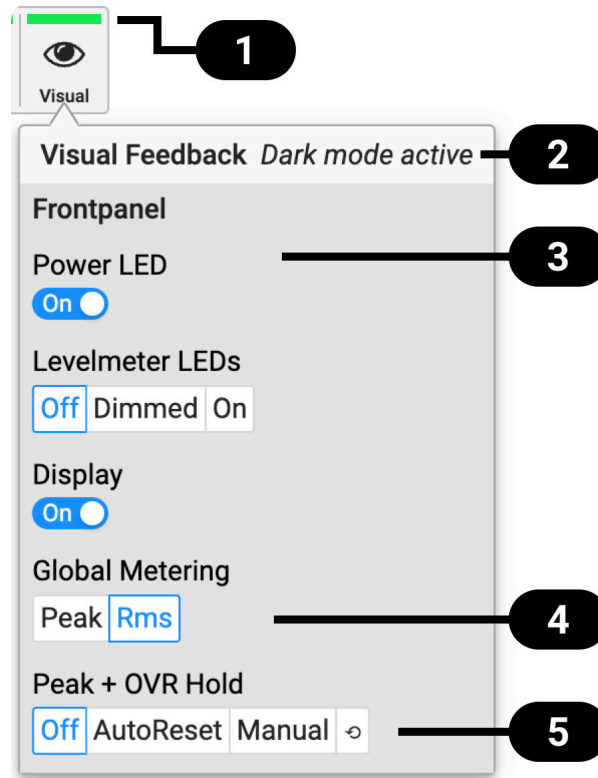 1
Visual
Visual Feedback Dark mode active
2
Frontpanel
3
Power LED
On
Levelmeter LEDs
Off Dimmed On
Display
On
Global Metering
Peak Rms
4
Peak + OVR Hold
Off AutoReset Manual ⟲
5